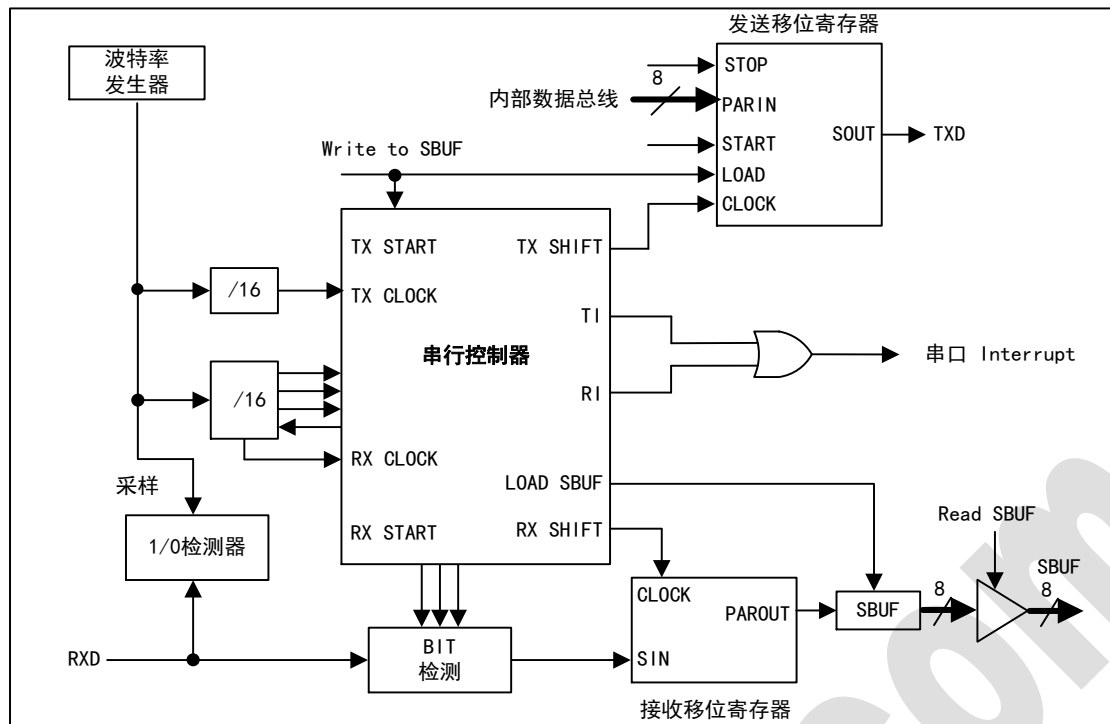 发送移位寄存器
波特率
发生器
STOP
8
内部数据总线
PARIN
START
SOUT
TXD
Write to SBUF
LOAD
CLOCK
TX START
TX SHIFT
/16
TX CLOCK
TI
串行控制器
串口 Interrupt
RI
/16
RX CLOCK
采样
LOAD SBUF
Read SBUF
1/0检测器
RX START
RX SHIFT
SBUF
CLOCK
8
8
PAROUT
SBUF
RXD
BIT
检测
SIN
接收移位寄存器
com